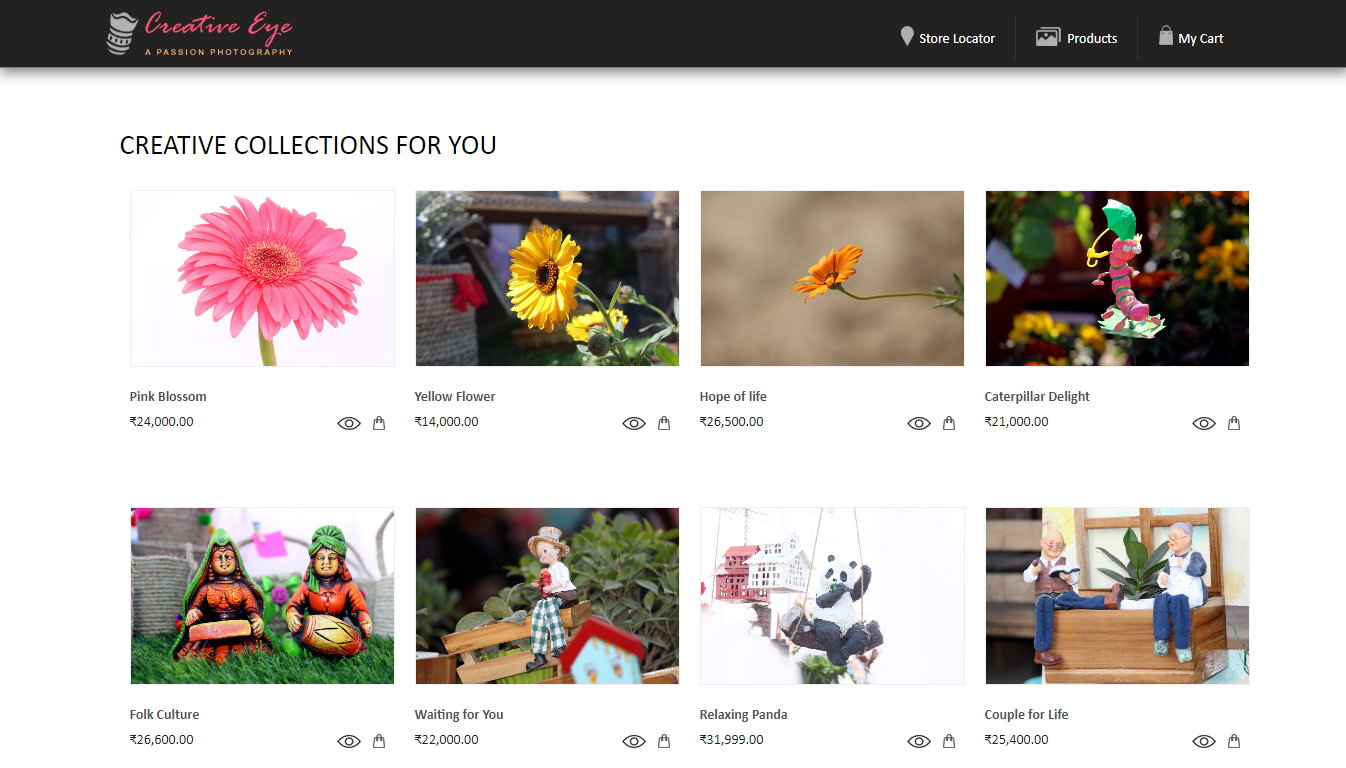 Creative Eye
A PASSION PHOTOGRAPHY
Store Locator
Products
My Cart
CREATIVE COLLECTIONS FOR YOU
Pink Blossom
₹24,000.00
Yellow Flower
₹14,000.00
Hope of life
₹26,500.00
Caterpillar Delight
₹21,000.00
Folk Culture
₹26,600.00
Waiting for You
₹22,000.00
Relaxing Panda
₹31,999.00
Couple for Life
₹25,400.00